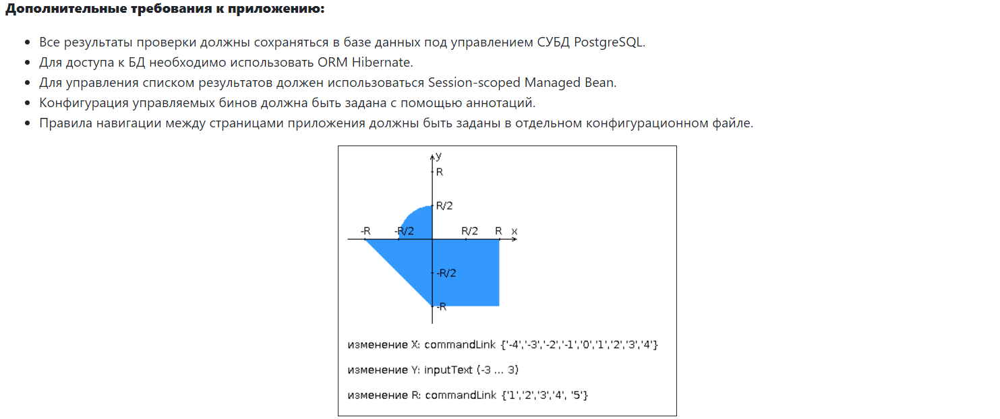 Дополнительные требования к приложению:
Все результаты проверки должны сохраняться в базе данных под управлением СУБД PostgreSQL.
Для доступа к БД необходимо использовать ORM Hibernate.
Для управления списком результатов должен использоваться Session-scoped Managed Bean.
Конфигурация управляемых бинов должна быть задана с помощью аннотаций.
Правила навигации между страницами приложения должны быть заданы в отдельном конфигурационном файле.
y
R
R/2
-R -R/2 R/2 R x
-R/2
-R
изменение X: commandLink {'-4','-3','-2','-1','0','1','2','3','4'}
изменение Y: inputText (-3 ... 3)
изменение R: commandLink {'1','2','3','4', '5'}